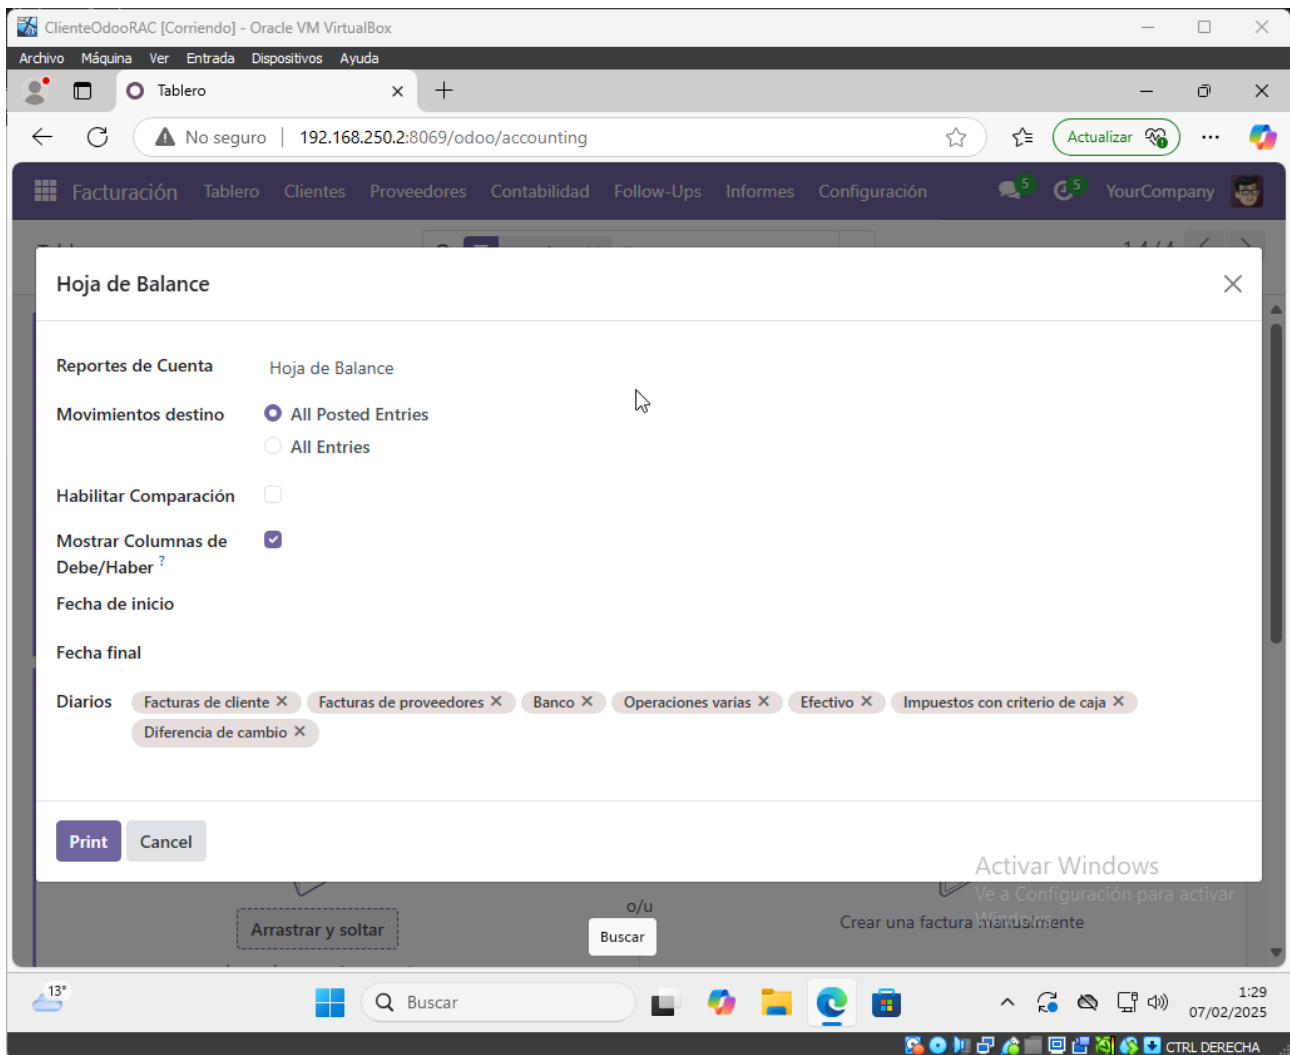 ClienteOdooRAC [Corriendo] - Oracle VM VirtualBox
Archivo Máquina Ver Entrada Dispositivos Ayuda
Tablero
No seguro 192.168.250.2:8069/odoo/accounting
Actualizar
Facturación Tablero Clientes Proveedores Contabilidad Follow-Ups Informes Configuración 5 5 YourCompany
Hoja de Balance
Reportes de Cuenta Hoja de Balance
Movimientos destino All Posted Entries
All Entries
Habilitar Comparación
Mostrar Columnas de
Debe/Haber ?
Fecha de inicio
Fecha final
Diarios Facturas de cliente Facturas de proveedores Banco Operaciones varias Efectivo Impuestos con criterio de caja
Diferencia de cambio
Print Cancel
Activar Windows
Ve a Configuración para activar
Windows.
o/u
Arrastrar y soltar
Crear una factura manualmente
Buscar
13°
Buscar
1:29
07/02/2025
CTRL DERECHA